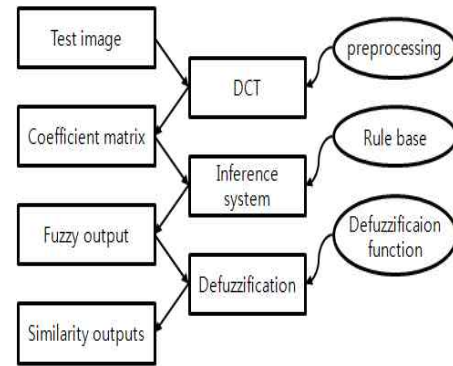 Test image
preprocessing
DCT
Coefficient matrix
Rule base
Inference
system
Fuzzy output
Defuzzificaion
function
Defuzzification
Similarity outputs